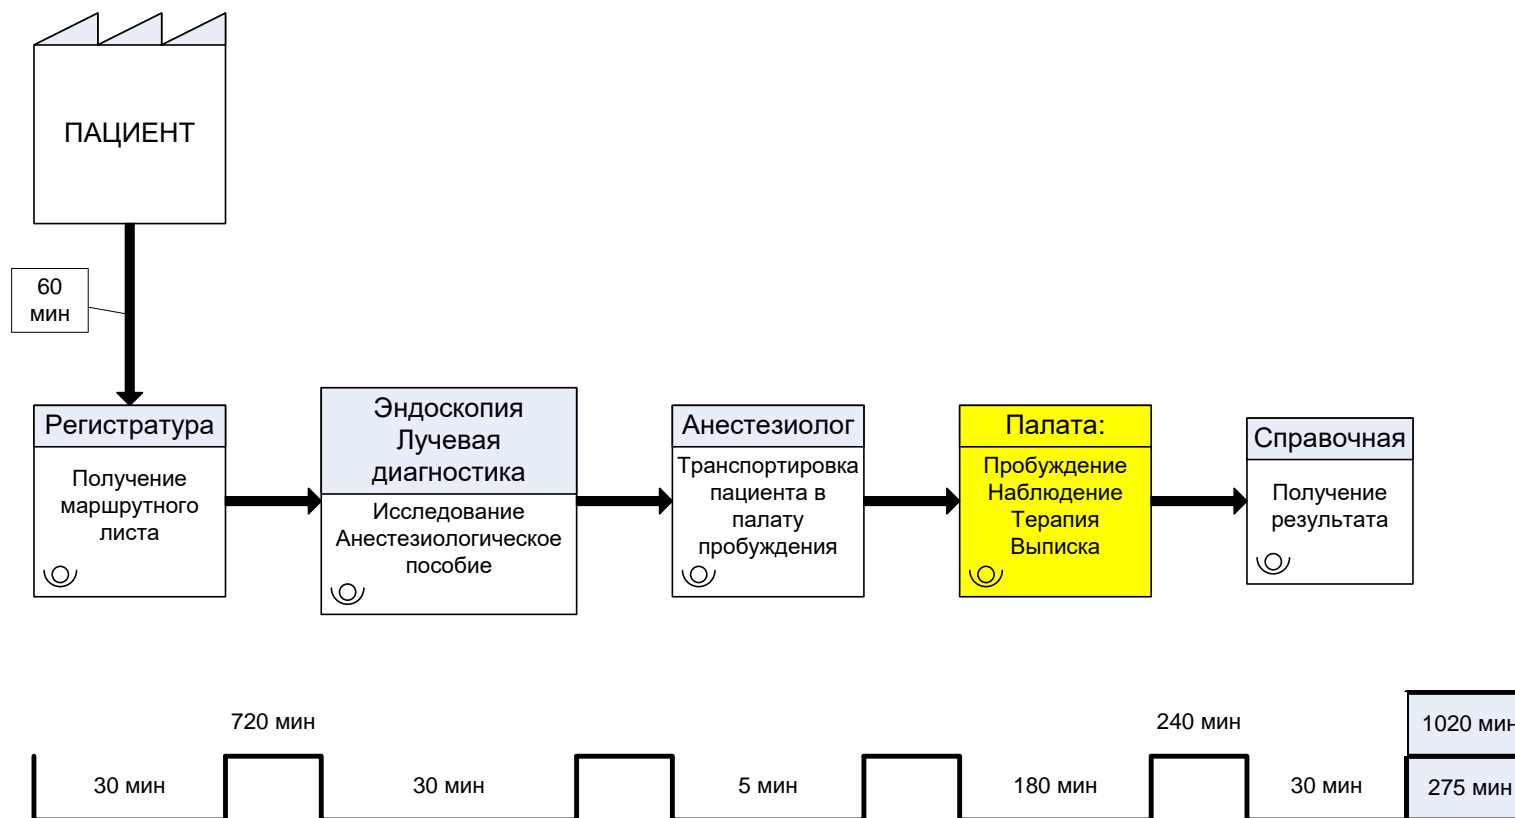 ПАЦИЕНТ
60
мин
Регистратура
Получение
маршрутного
листа
Эндоскопия
Лучевая
диагностика
Исследование
Анестезиологическое
пособие
Анестезиолог
Транспортировка
пациента в
палату
пробуждения
Палата:
Пробуждение
Наблюдение
Терапия
Выписка
Справочная
Получение
результата
720 мин
240 мин
1020 мин
30 мин
30 мин
5 мин
180 мин
30 мин
275 мин